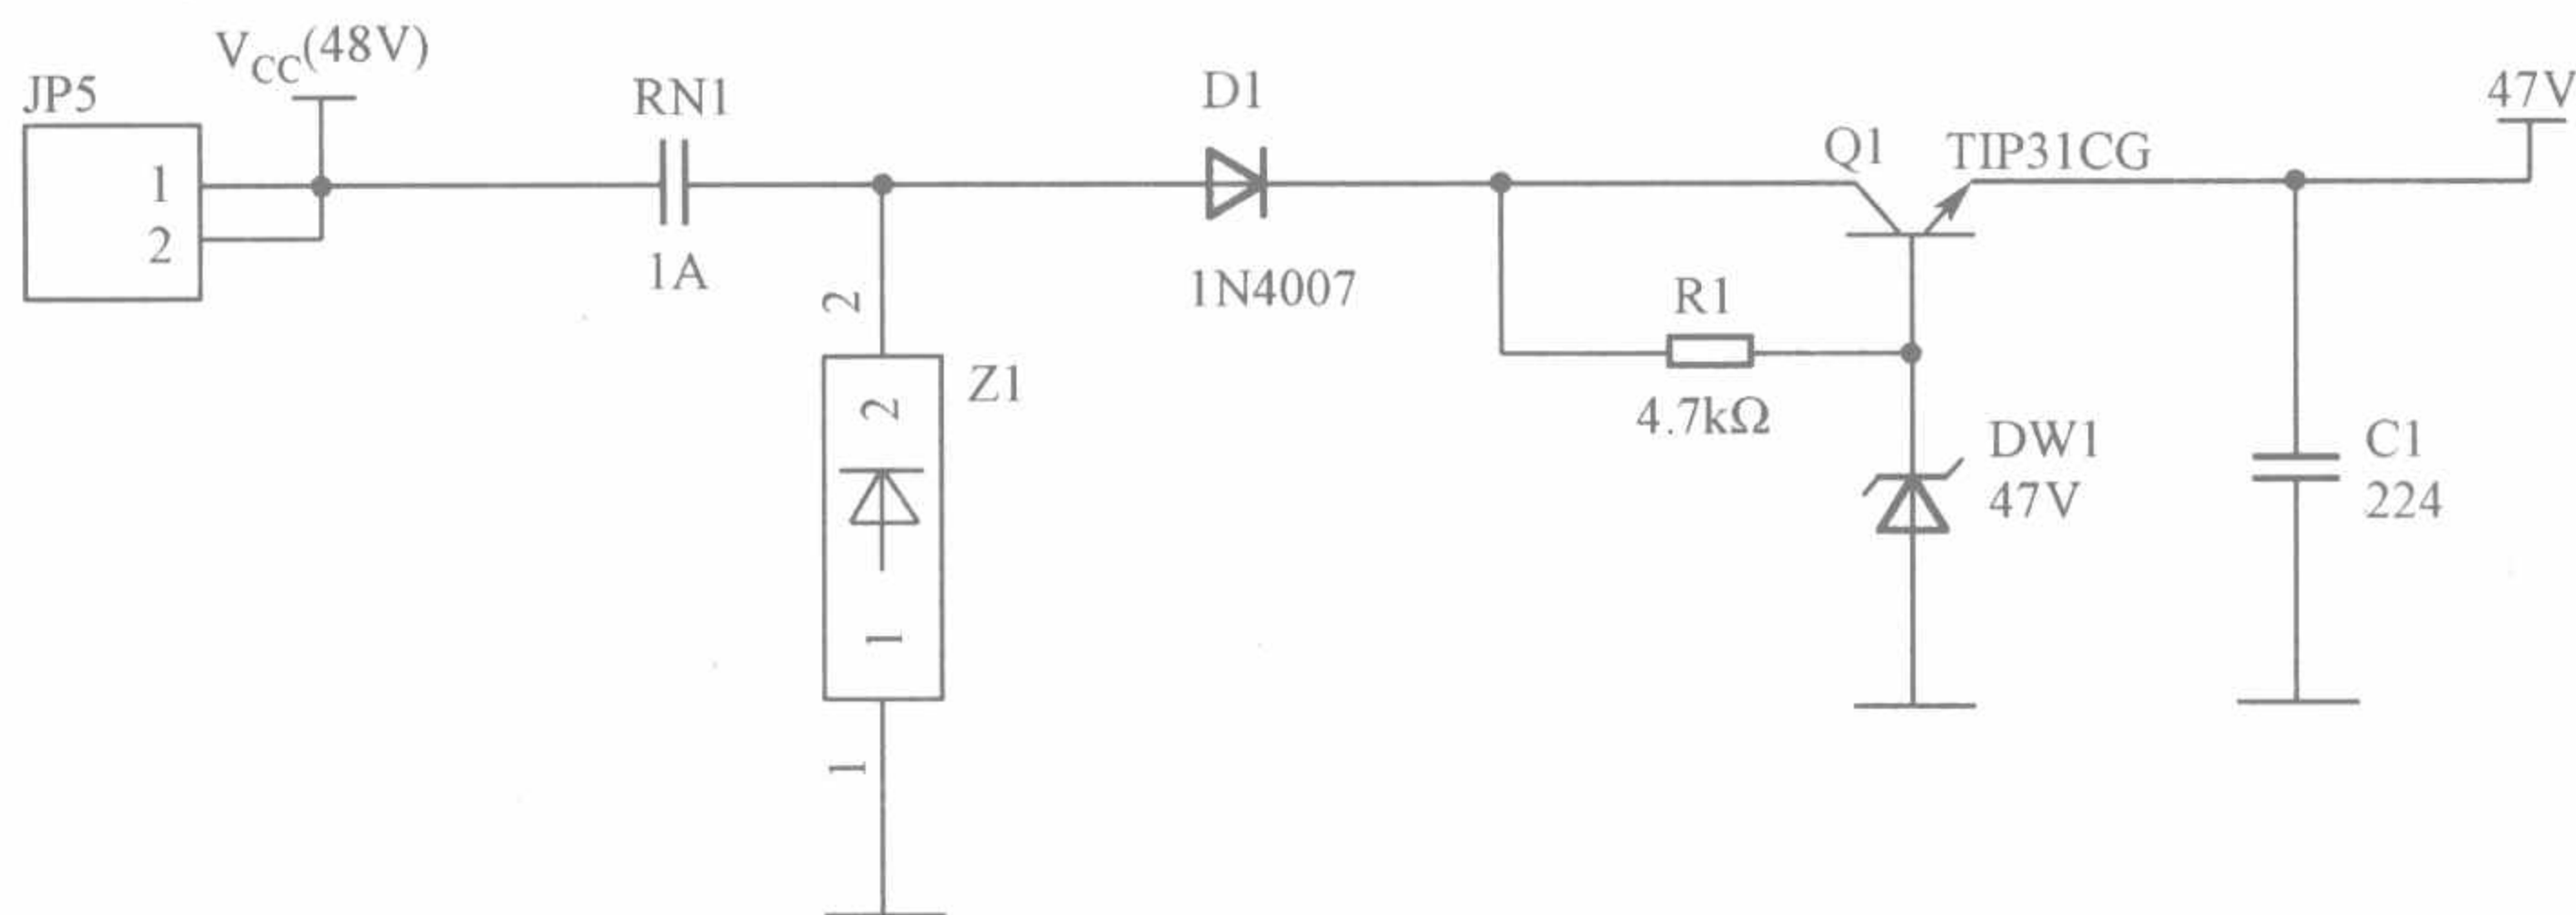 V_CC(48V)
JP5
1
2
RN1
1A
D1
1N4007
Q1
TIP31CG
47V
2
Z1
2
1
1
R1
4.7kΩ
DW1
47V
C1
224